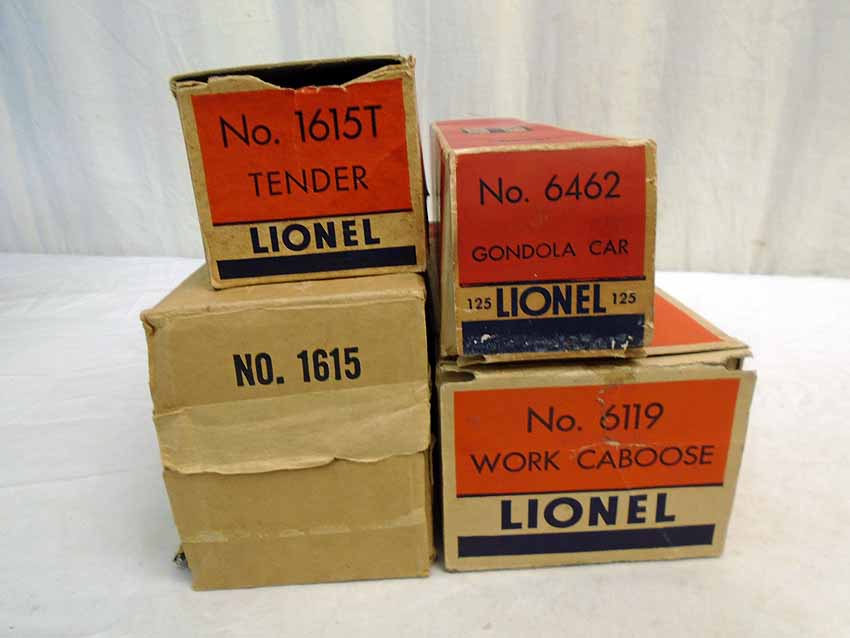 No. 1615T
TENDER
LIONEL
No. 6462
GONDOLA CAR
125 LIONEL 125
NO. 1615
No. 6119
WORK CABOOSE
LIONEL